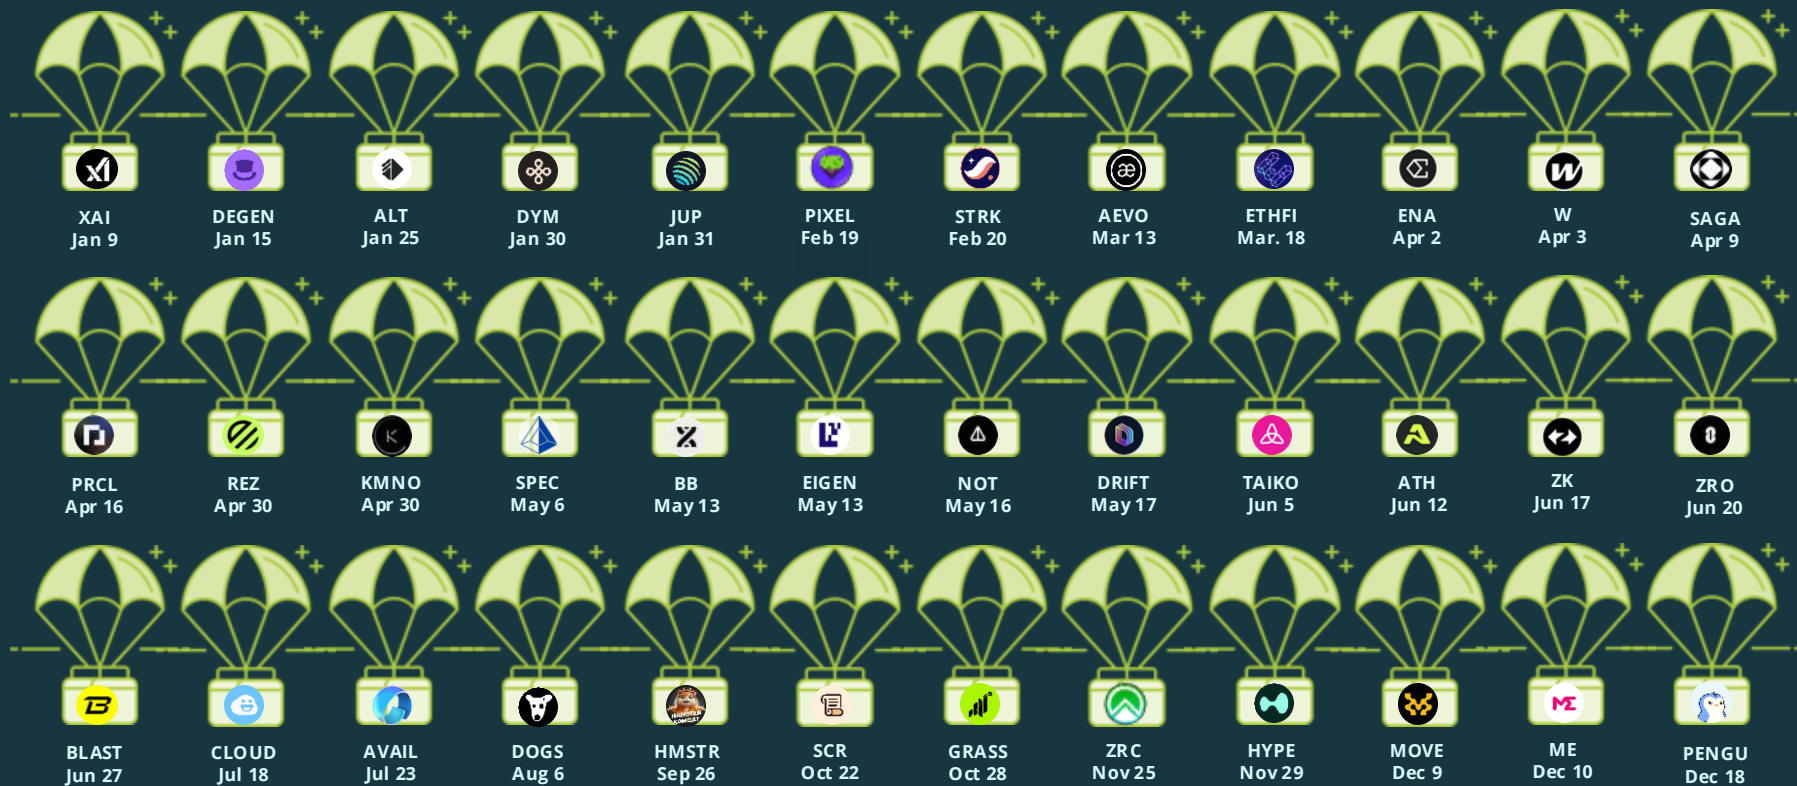 XAI
Jan 9
DEGEN
Jan 15
ALT
Jan 25
DYM
Jan 30
JUP
Jan 31
PIXEL
Feb 19
STRK
Feb 20
AEVO
Mar 13
ETHFI
Mar. 18
ENA
Apr 2
W
Apr 3
SAGA
Apr 9
PRCL
Apr 16
REZ
Apr 30
KMNO
Apr 30
SPEC
May 6
BB
May 13
EIGEN
May 13
NOT
May 16
DRIFT
May 17
TAIKO
Jun 5
ATH
Jun 12
ZK
Jun 17
ZRO
Jun 20
BLAST
Jun 27
CLOUD
Jul 18
AVAIL
Jul 23
DOGS
Aug 6
HAMSTER
KOMBAT
HMSTR
Sep 26
SCR
Oct 22
GRASS
Oct 28
ZRC
Nov 25
HYPE
Nov 29
MOVE
Dec 9
ME
ME
Dec 10
PENGU
Dec 18